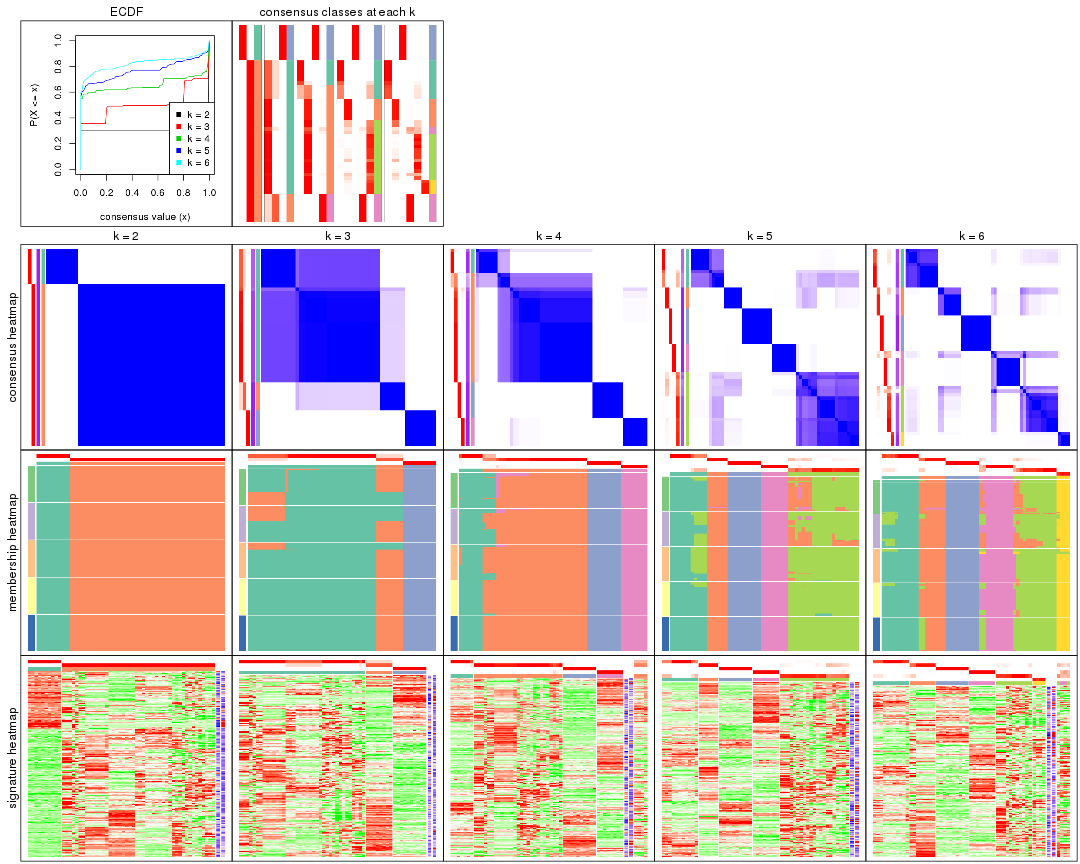 ECDF
consensus classes at each k
P(X <= x)
0.0
0.2
0.4
0.6
0.8
1.0
k = 2
k = 3
k = 4
k = 5
k = 6
0.0 0.2 0.4 0.6 0.8 1.0
consensus value (x)
k = 2
k = 3
k = 4
k = 5
k = 6
consensus heatmap
membership heatmap
signature heatmap